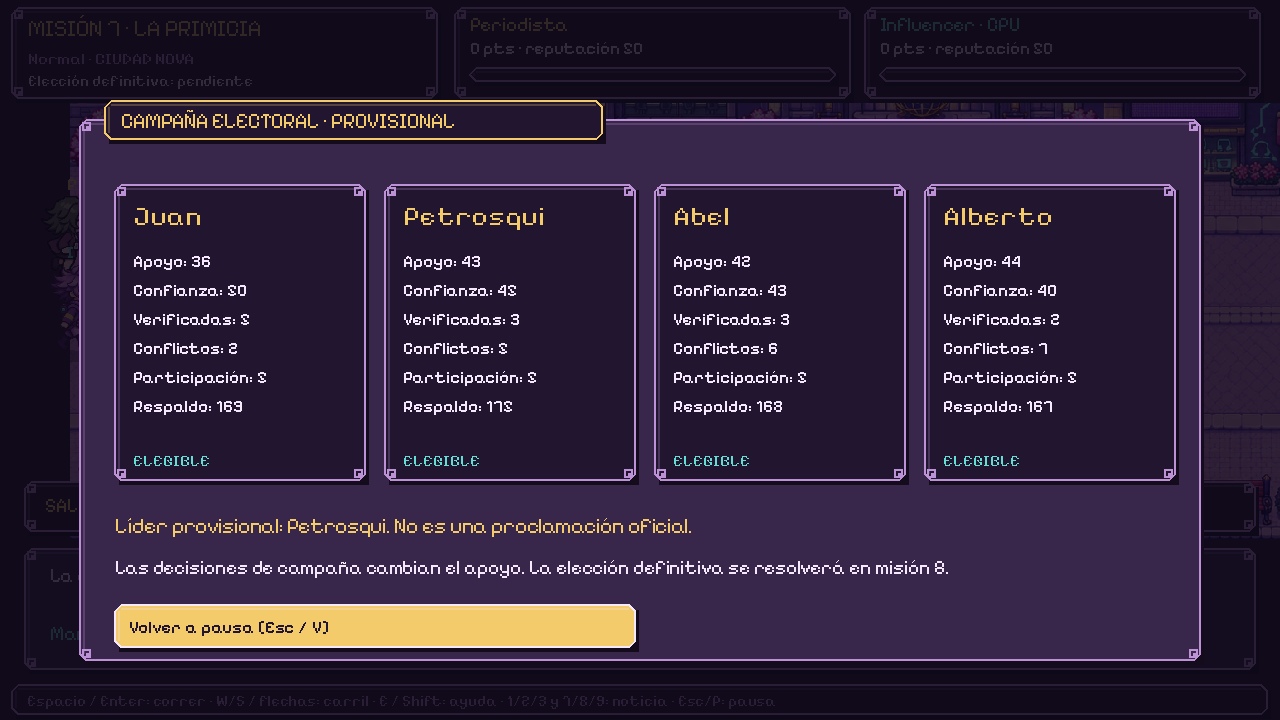 MISIÓN 7 · LA PRIMICIA
Normal · CIUDAD NOVA
Elección definitiva: pendiente
Periodista
0 pts · reputación 50
Influencer · CPU
0 pts · reputación 50
CAMPAÑA ELECTORAL · PROVISIONAL
Juan
Apoyo: 36
Confianza: 50
Verificadas: 5
Conflictos: 2
Participación: 5
Respaldo: 163
ELEGIBLE
Petrosqui
Apoyo: 43
Confianza: 45
Verificadas: 3
Conflictos: 5
Participación: 5
Respaldo: 175
ELEGIBLE
Abel
Apoyo: 42
Confianza: 43
Verificadas: 3
Conflictos: 6
Participación: 5
Respaldo: 168
ELEGIBLE
Alberto
Apoyo: 44
Confianza: 40
Verificadas: 2
Conflictos: 7
Participación: 5
Respaldo: 167
ELEGIBLE
Líder provisional: Petrosqui. No es una proclamación oficial.
Las decisiones de campaña cambian el apoyo. La elección definitiva se resolverá en misión 8.
Volver a pausa (Esc / V)
Espacio / Enter: correr · W/S / flechas: carril · E / Shift: ayuda · 1/2/3 y 7/8/9: noticia · Esc/P: pausa